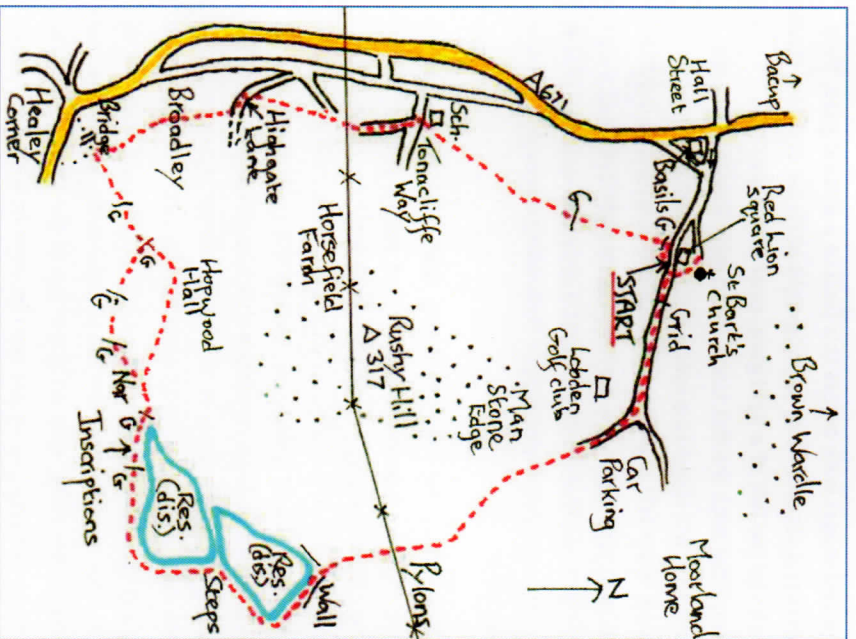 Bacup
Brown Wardle
Moorland
Home
Hall
Street
Red Lion
square
St Bart's
Church
Basils
G
START
Grid
Car
Parking
N
Lobden
Golf club
A671
G
Man
Stone
Edge
Sch.
Tonacliffe
Way
Rushy Hill
317
Pylons
Horsefield
Farm
Wall
Highgate
Lane
Res.
(dis.)
Steps
Broadley
Hopwood
Hall
Res.
(dis.)
Bridge
G
G
G
G
Nar
G
G
Inscriptions
Healey
Corner